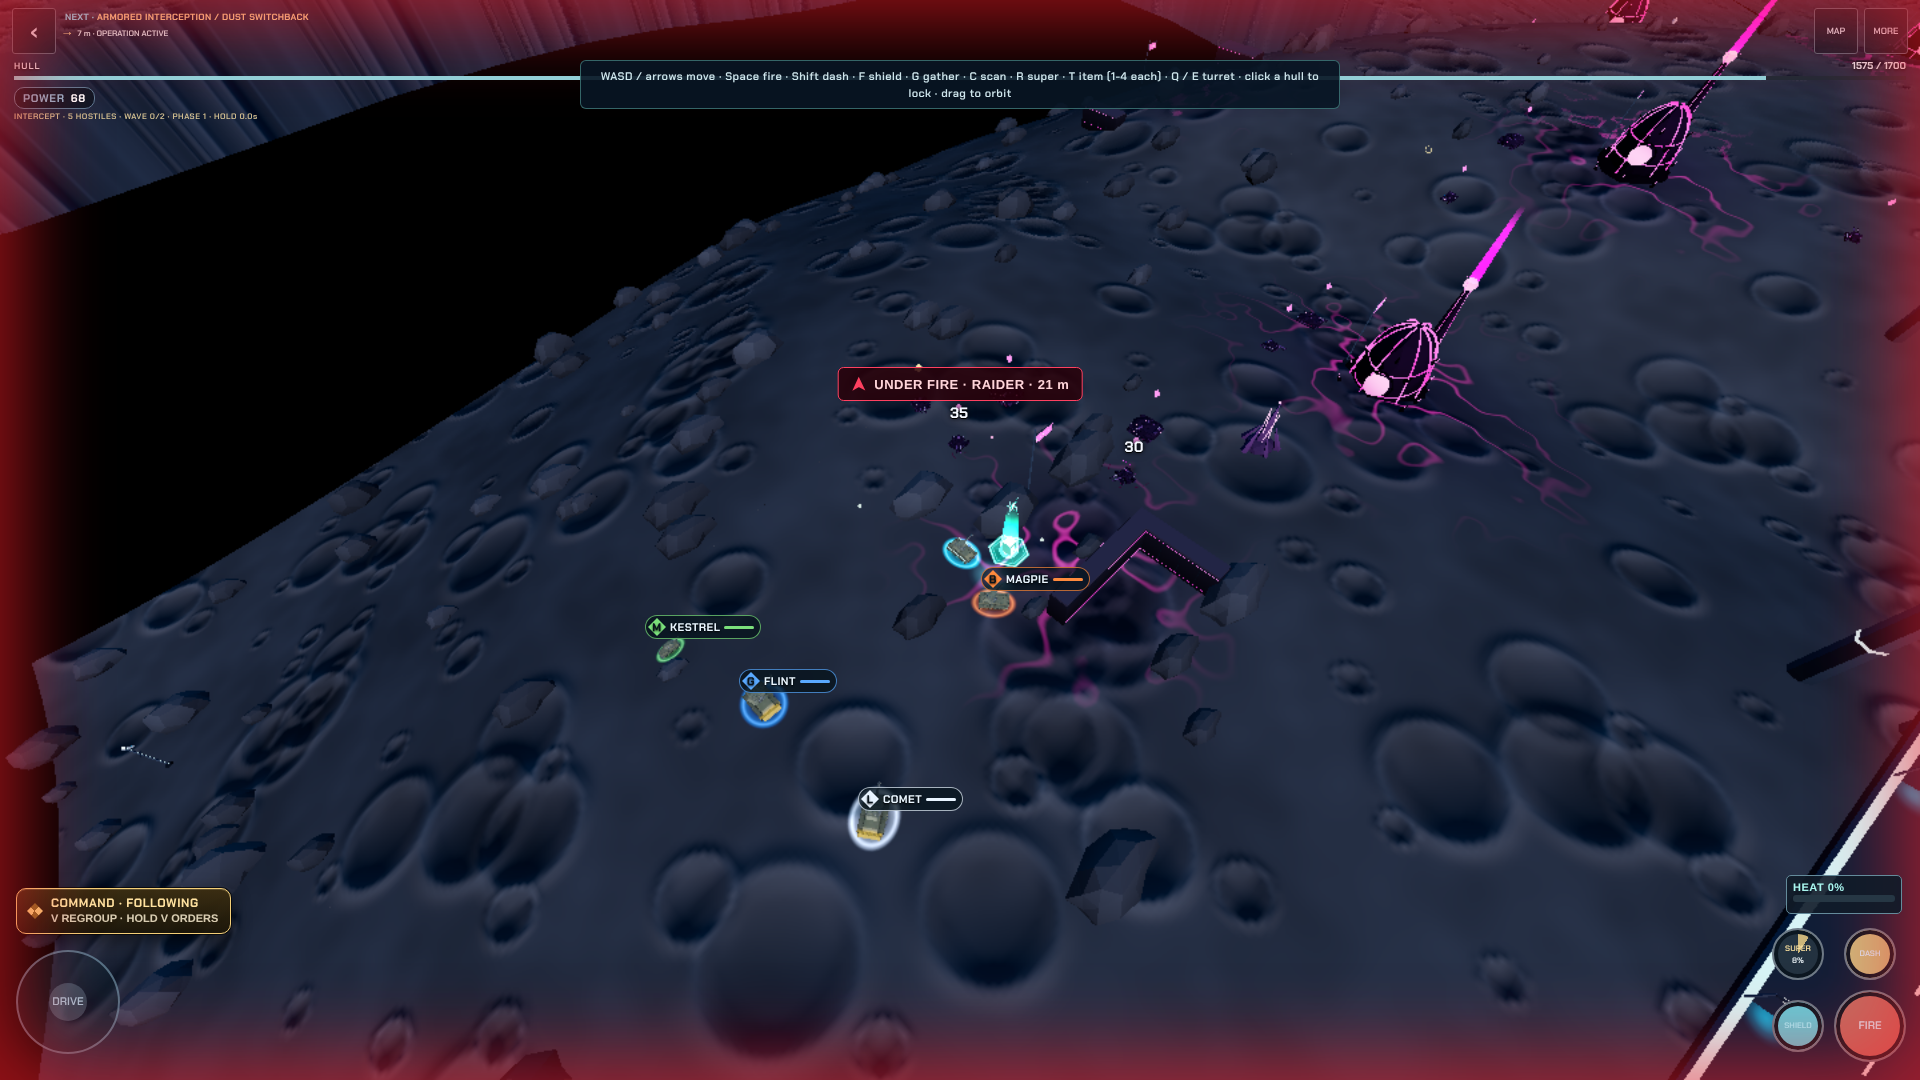 NEXT · ARMORED INTERCEPTION / DUST SWITCHBACK
→ 7 m · OPERATION ACTIVE
MAP
MORE
HULL
1575 / 1700
WASD / arrows move · Space fire · Shift dash · F shield · G gather · C scan · R super · T item (1-4 each) · Q / E turret · click a hull to
lock · drag to orbit
POWER 68
INTERCEPT · 5 HOSTILES · WAVE 0/2 · PHASE 1 · HOLD 0.0s
UNDER FIRE · RAIDER · 21 m
35
30
B MAGPIE
M KESTREL
G FLINT
L COMET
COMMAND · FOLLOWING
V REGROUP · HOLD V ORDERS
DRIVE
HEAT 0%
SUPER
8%
DASH
SHIELD
FIRE